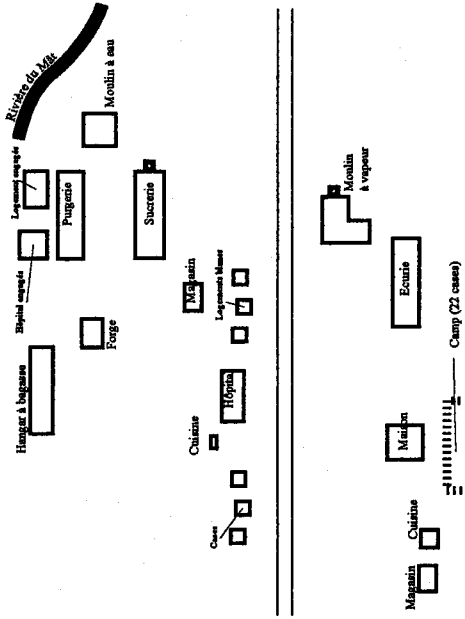 Rivière du Mât
Moulin à eau
Logement engagés
Purgerie
Hôpital engagés
Sucrerie
Hangar à bagasse
Forge
Magasin
Logements blancs
Cuisine
Hôpital
Cases
Moulin
à vapeur
Ecurie
Camp (22 cases)
Maison
Cuisine
Magasin